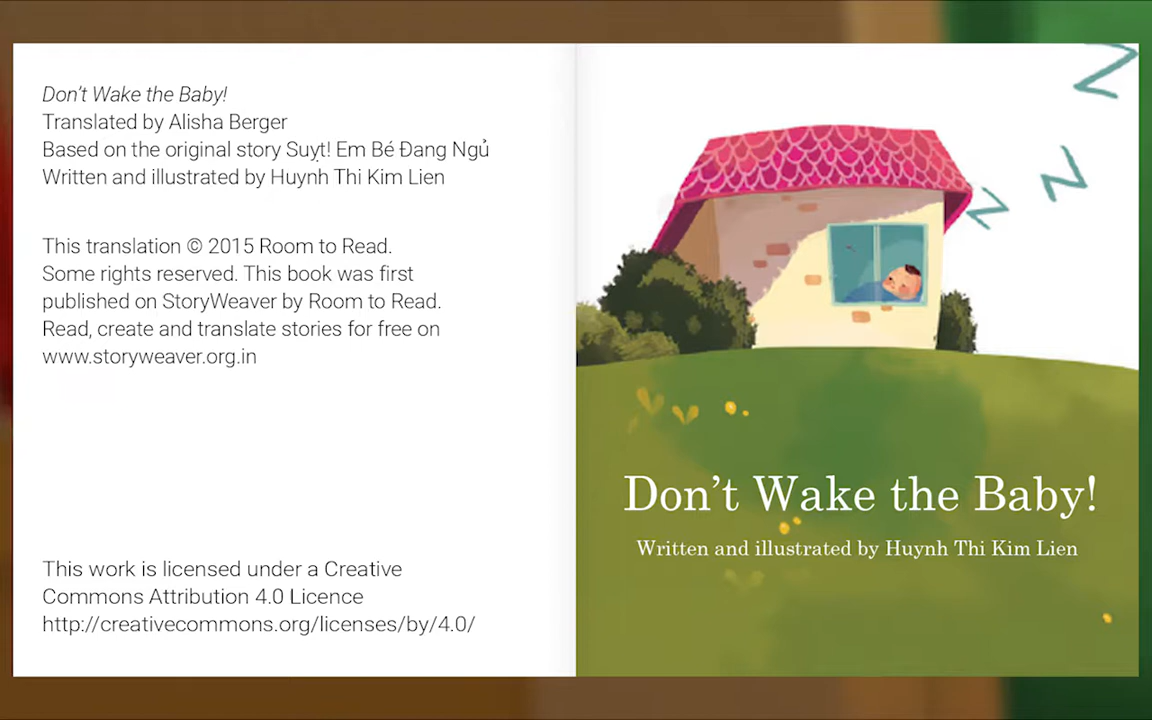 Don't Wake the Baby!
Translated by Alisha Berger
Based on the original story Suỵt! Em Bé Đang Ngủ
Written and illustrated by Huynh Thi Kim Lien
This translation © 2015 Room to Read.
Some rights reserved. This book was first
published on StoryWeaver by Room to Read.
Read, create and translate stories for free on
www.storyweaver.org.in
This work is licensed under a Creative
Commons Attribution 4.0 Licence
http://creativecommons.org/licenses/by/4.0/
Z
Z
Z
Don't Wake the Baby!
Written and illustrated by Huynh Thi Kim Lien